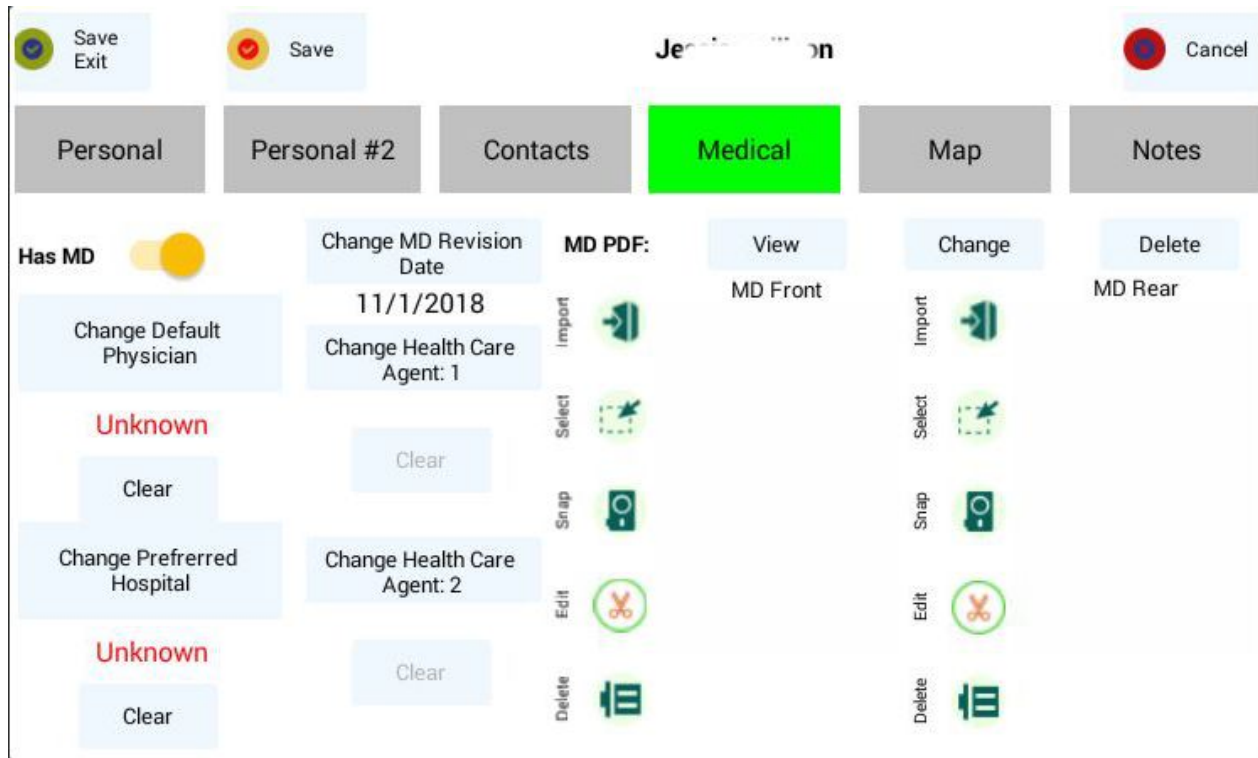 Save
Exit
Save
Cancel
Personal
Personal #2
Contacts
Medical
Map
Notes
Has MD
Change MD Revision
Date
11/1/2018
MD PDF:
View
Change
Delete
MD Front
MD Rear
Change Default
Physician
Unknown
Clear
Change Prefrerred
Hospital
Unknown
Clear
Change Health Care
Agent: 1
Clear
Change Health Care
Agent: 2
Clear
Import
Select
Snap
Edit
Delete
Import
Select
Snap
Edit
Delete